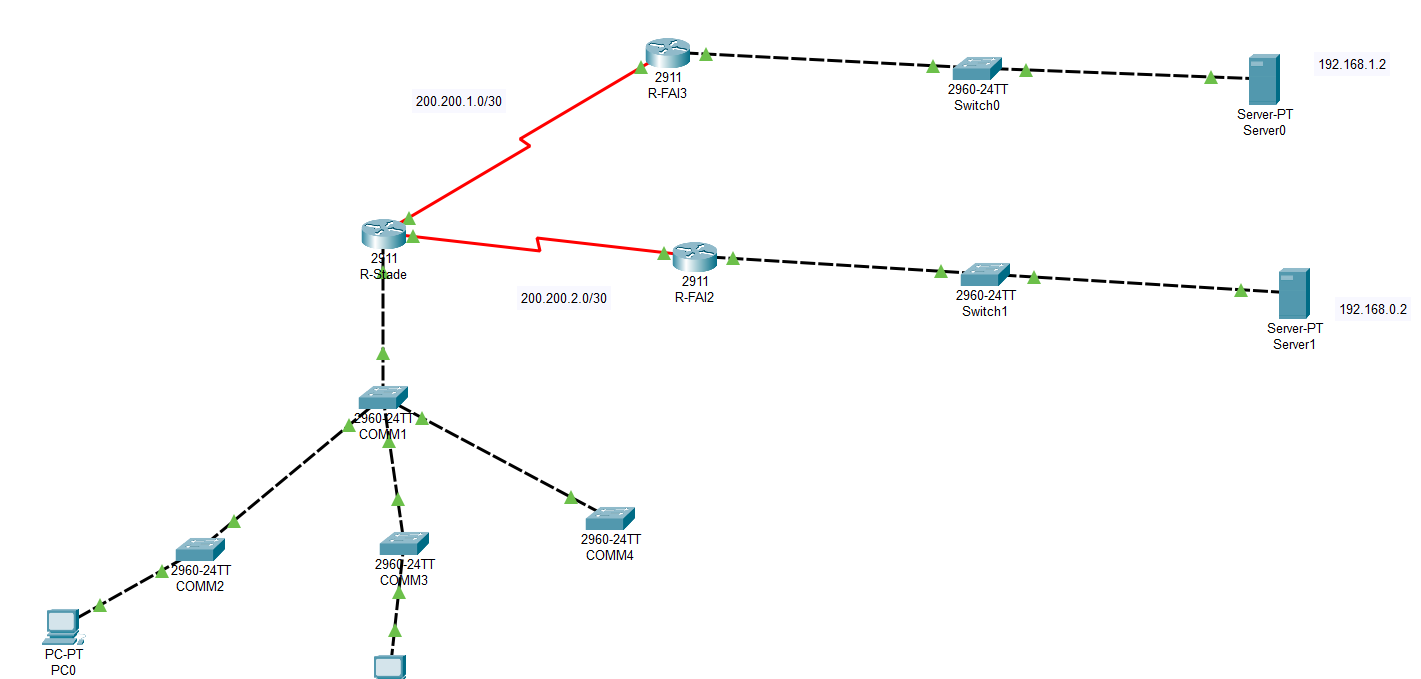 2911
R-FAI3
200.200.1.0/30
2960-24TT
Switch0
192.168.1.2
Server-PT
Server0
2911
R-Stade
2911
R-FAI2
200.200.2.0/30
2960-24TT
Switch1
192.168.0.2
Server-PT
Server1
2960-24TT
COMM1
2960-24TT
COMM4
2960-24TT
COMM3
2960-24TT
COMM2
PC-PT
PC0